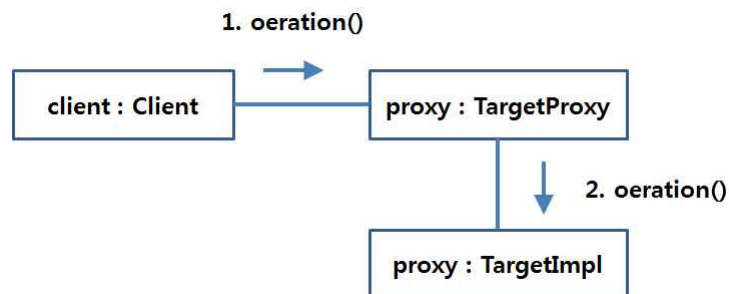 1. oeration()
client : Client
proxy : TargetProxy
2. oeration()
proxy : TargetImpl